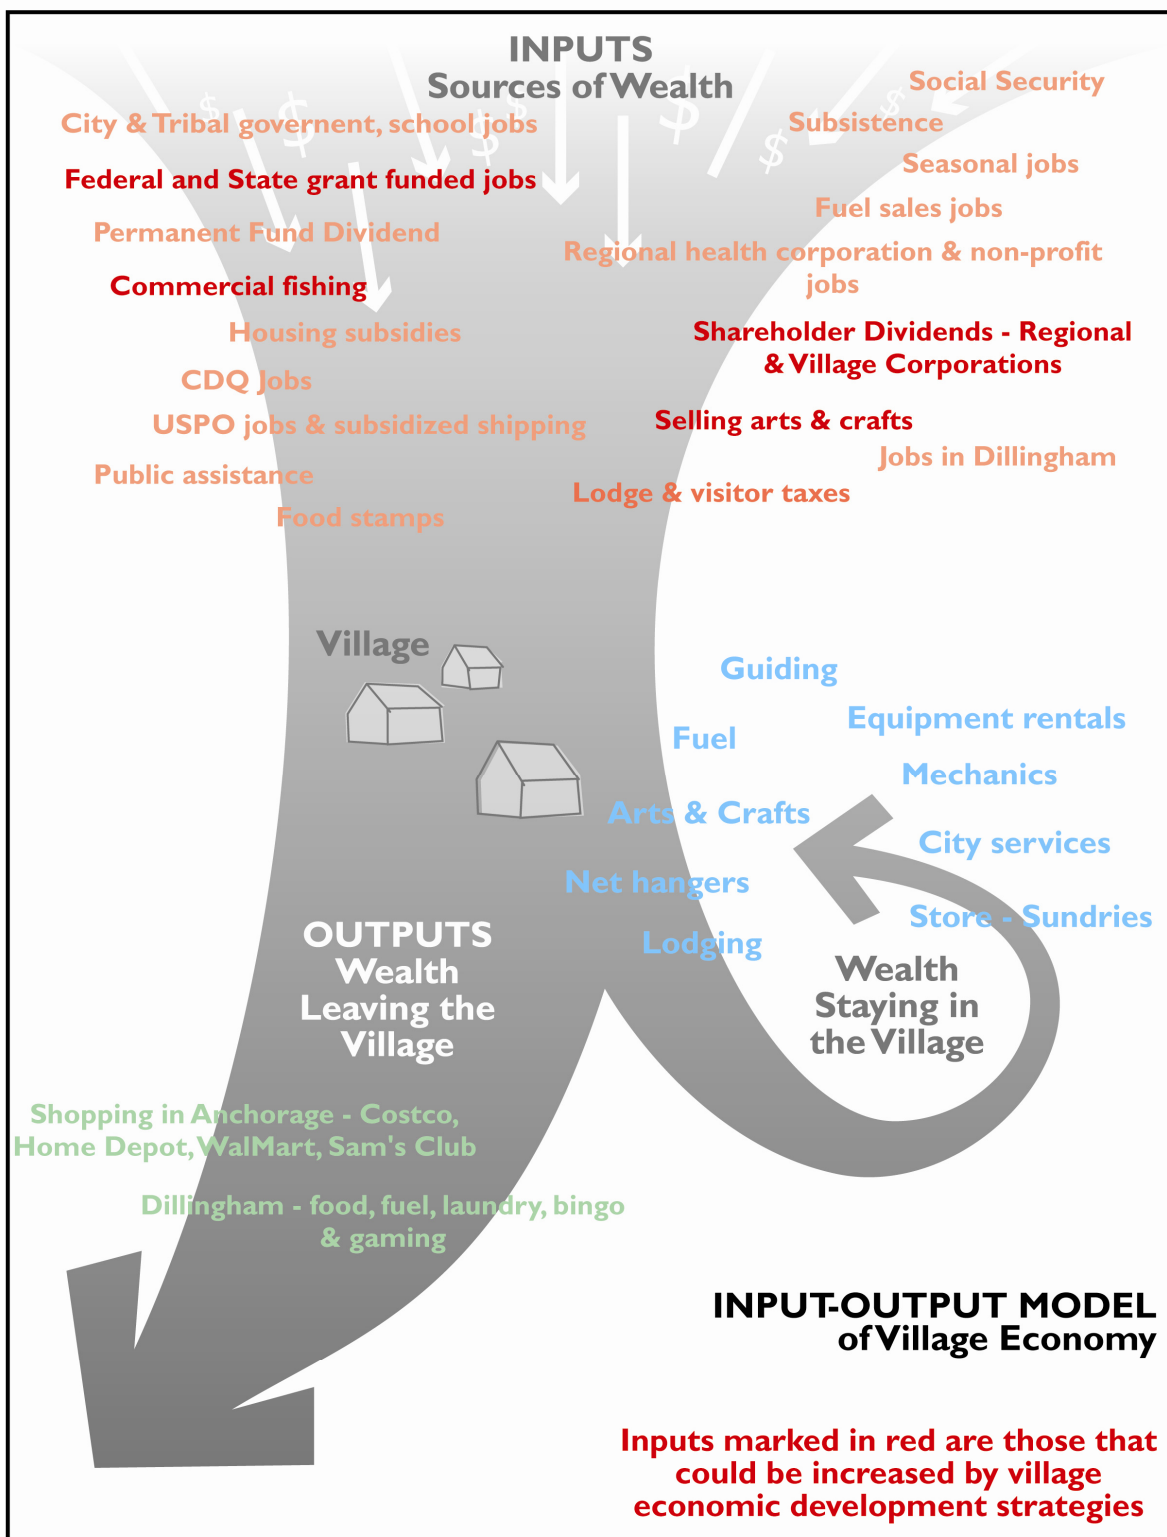 INPUTS
Sources of Wealth
City & Tribal governent, school jobs
Federal and State grant funded jobs
Permanent Fund Dividend
Commercial fishing
Housing subsidies
CDQ Jobs
USPO jobs & subsidized shipping
Public assistance
Food stamps
Social Security
Subsistence
Seasonal jobs
Fuel sales jobs
Regional health corporation & non-profit
jobs
Shareholder Dividends - Regional
& Village Corporations
Selling arts & crafts
Jobs in Dillingham
Lodge & visitor taxes
Village
Guiding
Equipment rentals
Fuel
Mechanics
Arts & Crafts
City services
Net hangers
Store - Sundries
Lodging
OUTPUTS
Wealth
Leaving the
Village
Wealth
Staying in
the Village
Shopping in Anchorage - Costco,
Home Depot, WalMart, Sam's Club
Dillingham - food, fuel, laundry, bingo
& gaming
INPUT-OUTPUT MODEL
of Village Economy
Inputs marked in red are those that
could be increased by village
economic development strategies